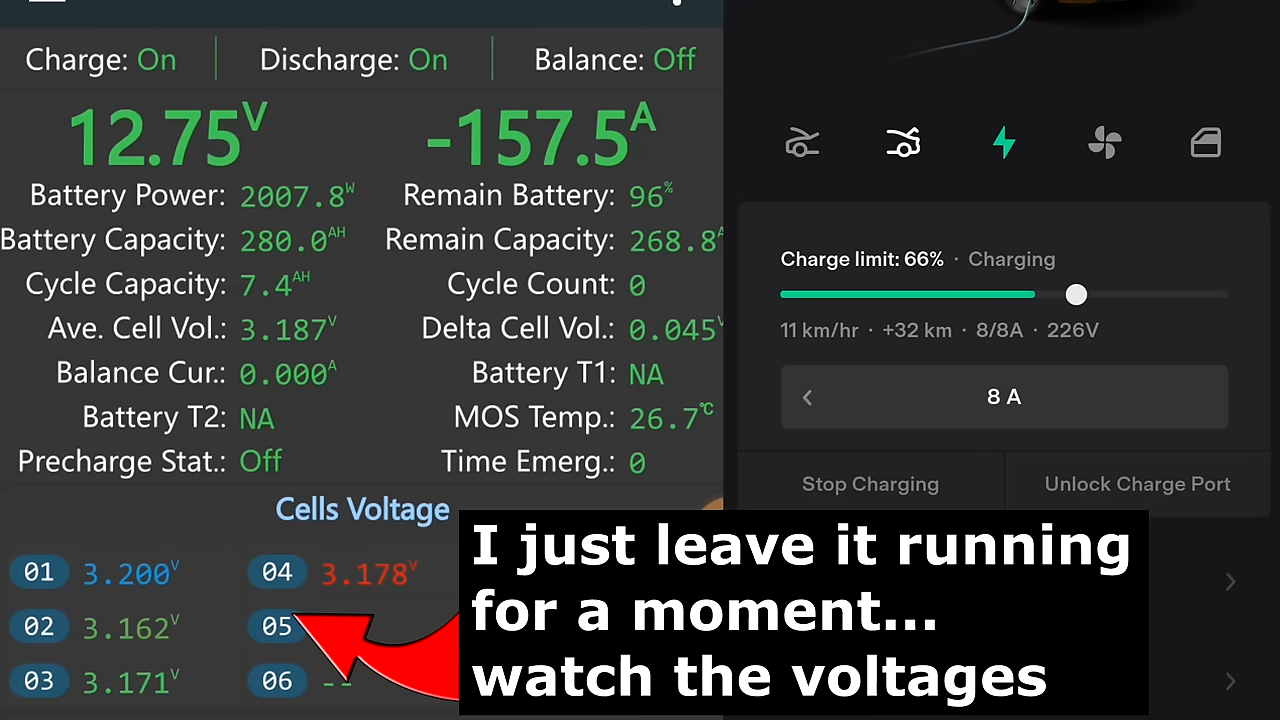 Charge: On
Discharge: On
Balance: Off
12.75V
-157.5A
Battery Power: 2007.8W
Remain Battery: 96%
Battery Capacity: 280.0AH
Remain Capacity: 268.8A
Cycle Capacity: 7.4AH
Cycle Count: 0
Ave. Cell Vol.: 3.187V
Delta Cell Vol.: 0.045V
Balance Cur.: 0.000A
Battery T1: NA
Battery T2: NA
MOS Temp.: 26.7℃
Precharge Stat.: Off
Time Emerg.: 0
Cells Voltage
01 3.200V
04 3.178V
02 3.162V
05
03 3.171V
06 --
Charge limit: 66% · Charging
11 km/hr · +32 km · 8/8A · 226V
8 A
Stop Charging
Unlock Charge Port
I just leave it running
for a moment...
watch the voltages